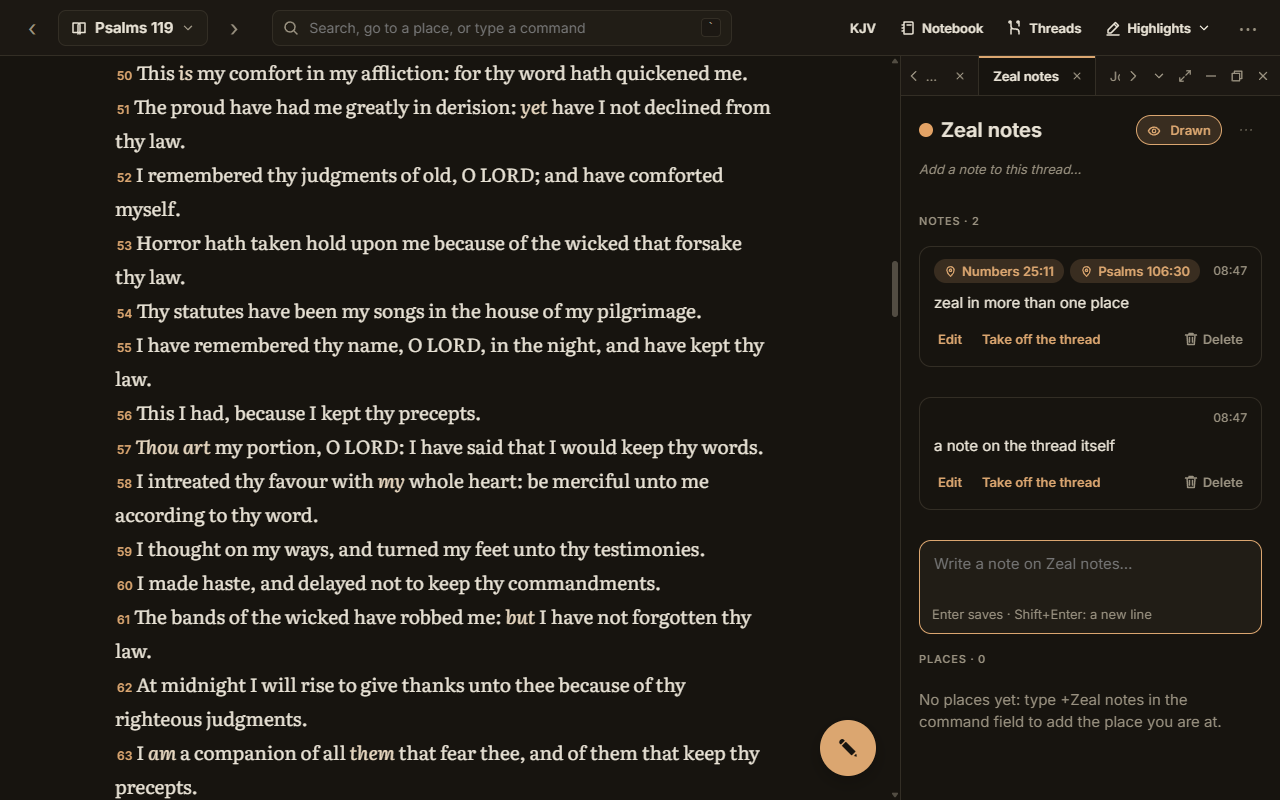 Psalms 119
Search, go to a place, or type a command
`
KJV
Notebook
Threads
Highlights
50 This is my comfort in my affliction: for thy word hath quickened me.
51 The proud have had me greatly in derision: yet have I not declined from
thy law.
52 I remembered thy judgments of old, O LORD; and have comforted
myself.
53 Horror hath taken hold upon me because of the wicked that forsake
thy law.
54 Thy statutes have been my songs in the house of my pilgrimage.
55 I have remembered thy name, O LORD, in the night, and have kept thy
law.
56 This I had, because I kept thy precepts.
57 Thou art my portion, O LORD: I have said that I would keep thy words.
58 I intreated thy favour with my whole heart: be merciful unto me
according to thy word.
59 I thought on my ways, and turned my feet unto thy testimonies.
60 I made haste, and delayed not to keep thy commandments.
61 The bands of the wicked have robbed me: but I have not forgotten thy
law.
62 At midnight I will rise to give thanks unto thee because of thy
righteous judgments.
63 I am a companion of all them that fear thee, and of them that keep thy
precepts.
...
Zeal notes
Zeal notes
Drawn
Add a note to this thread...
NOTES · 2
Numbers 25:11 Psalms 106:30 08:47
zeal in more than one place
Edit Take off the thread Delete
08:47
a note on the thread itself
Edit Take off the thread Delete
Write a note on Zeal notes...
Enter saves · Shift+Enter: a new line
PLACES · 0
No places yet: type +Zeal notes in the
command field to add the place you are at.